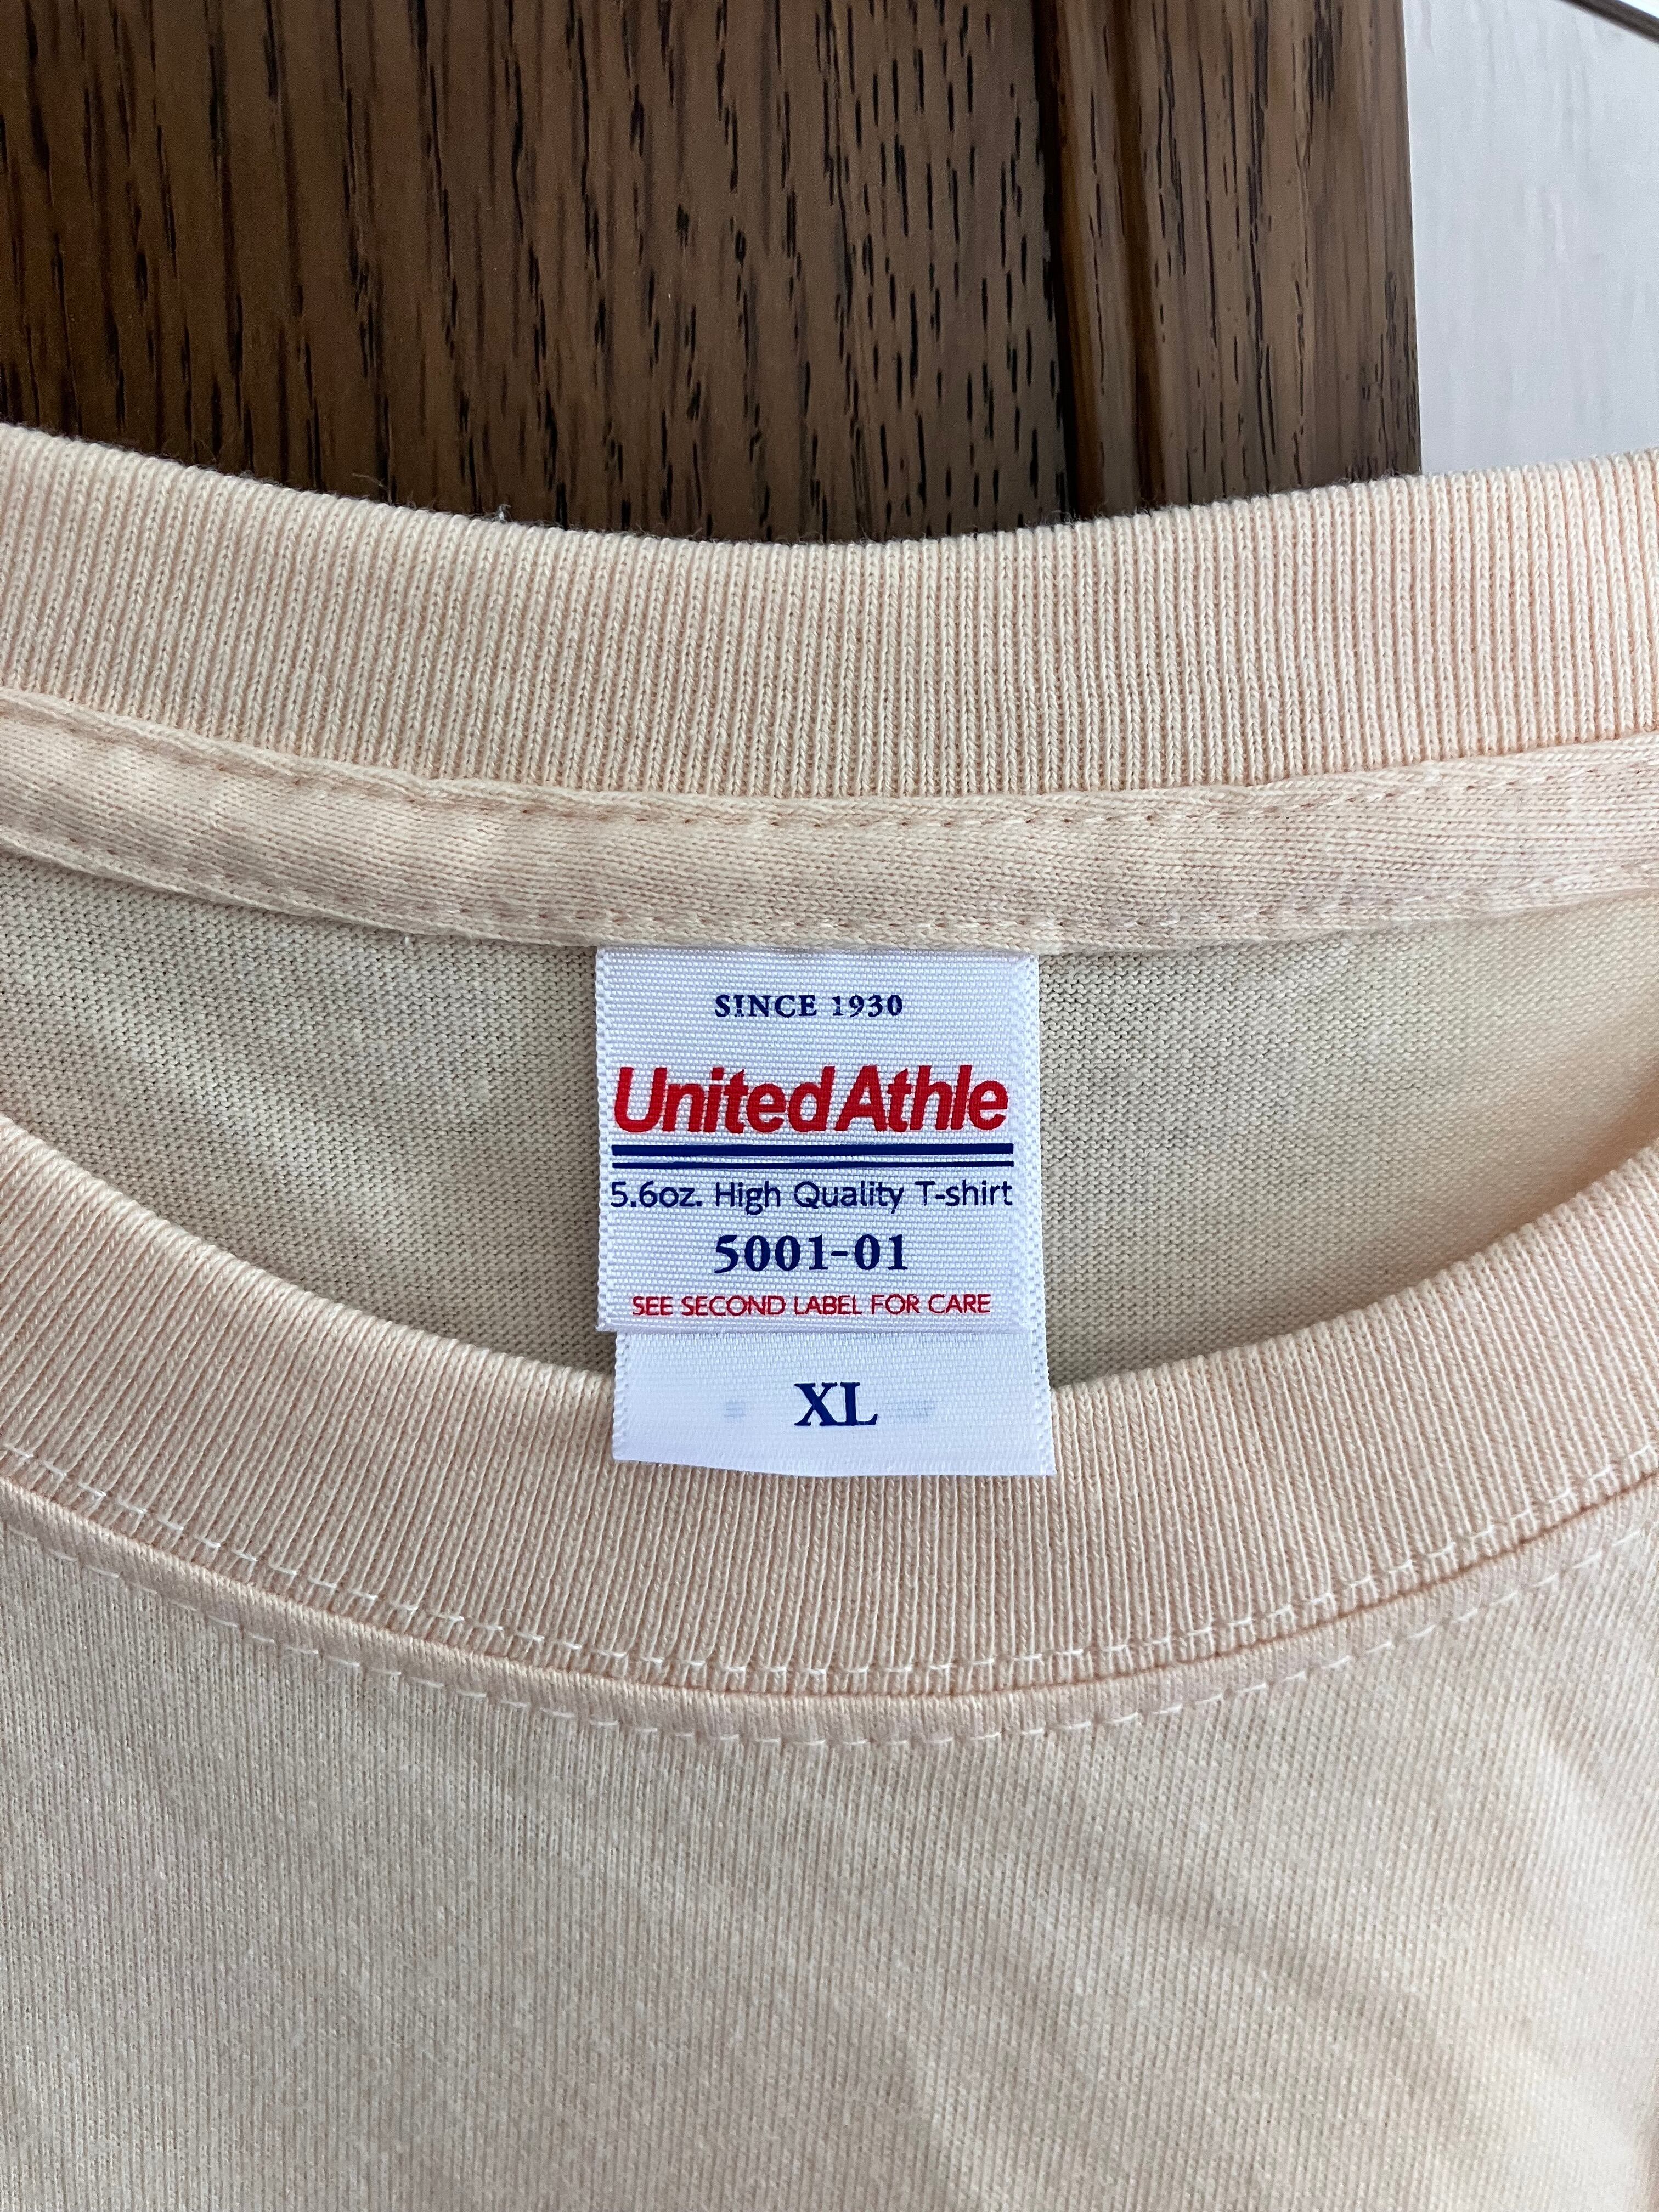 SINCE 1930
United Athle
5.6oz. High Quality T-shirt
5001-01
SEE SECOND LABEL FOR CARE
XL